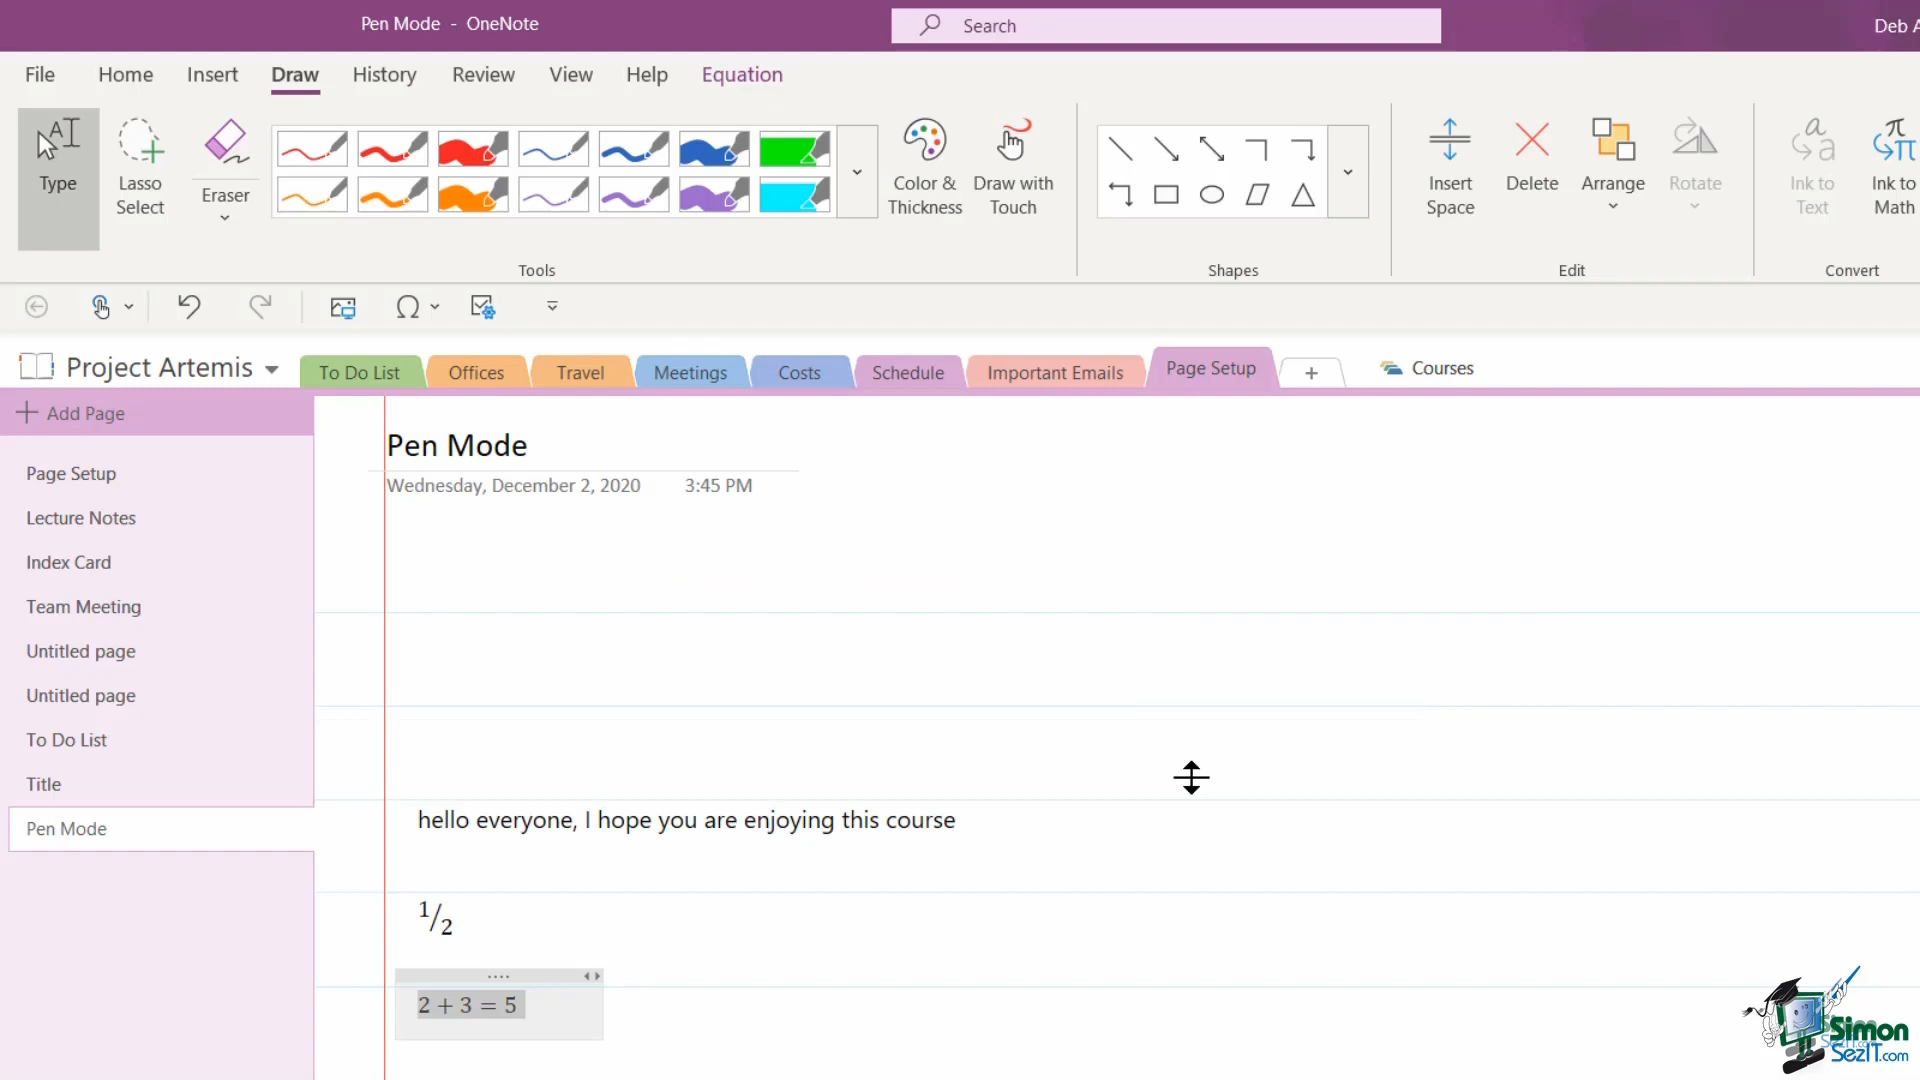 Pen Mode - OneNote
Search
Deb A
File Home Insert Draw History Review View Help Equation
Type
Lasso Select
Eraser
Color & Thickness
Draw with Touch
Insert Space
Delete
Arrange
Rotate
Ink to Text
Ink to Math
Tools
Shapes
Edit
Convert
Project Artemis
To Do List
Offices
Travel
Meetings
Costs
Schedule
Important Emails
Page Setup
+
Courses
Add Page
Page Setup
Lecture Notes
Index Card
Team Meeting
Untitled page
Untitled page
To Do List
Title
Pen Mode
Pen Mode
Wednesday, December 2, 2020 3:45 PM
hello everyone, I hope you are enjoying this course
1/2
2 + 3 = 5
Simon
SezIT.com